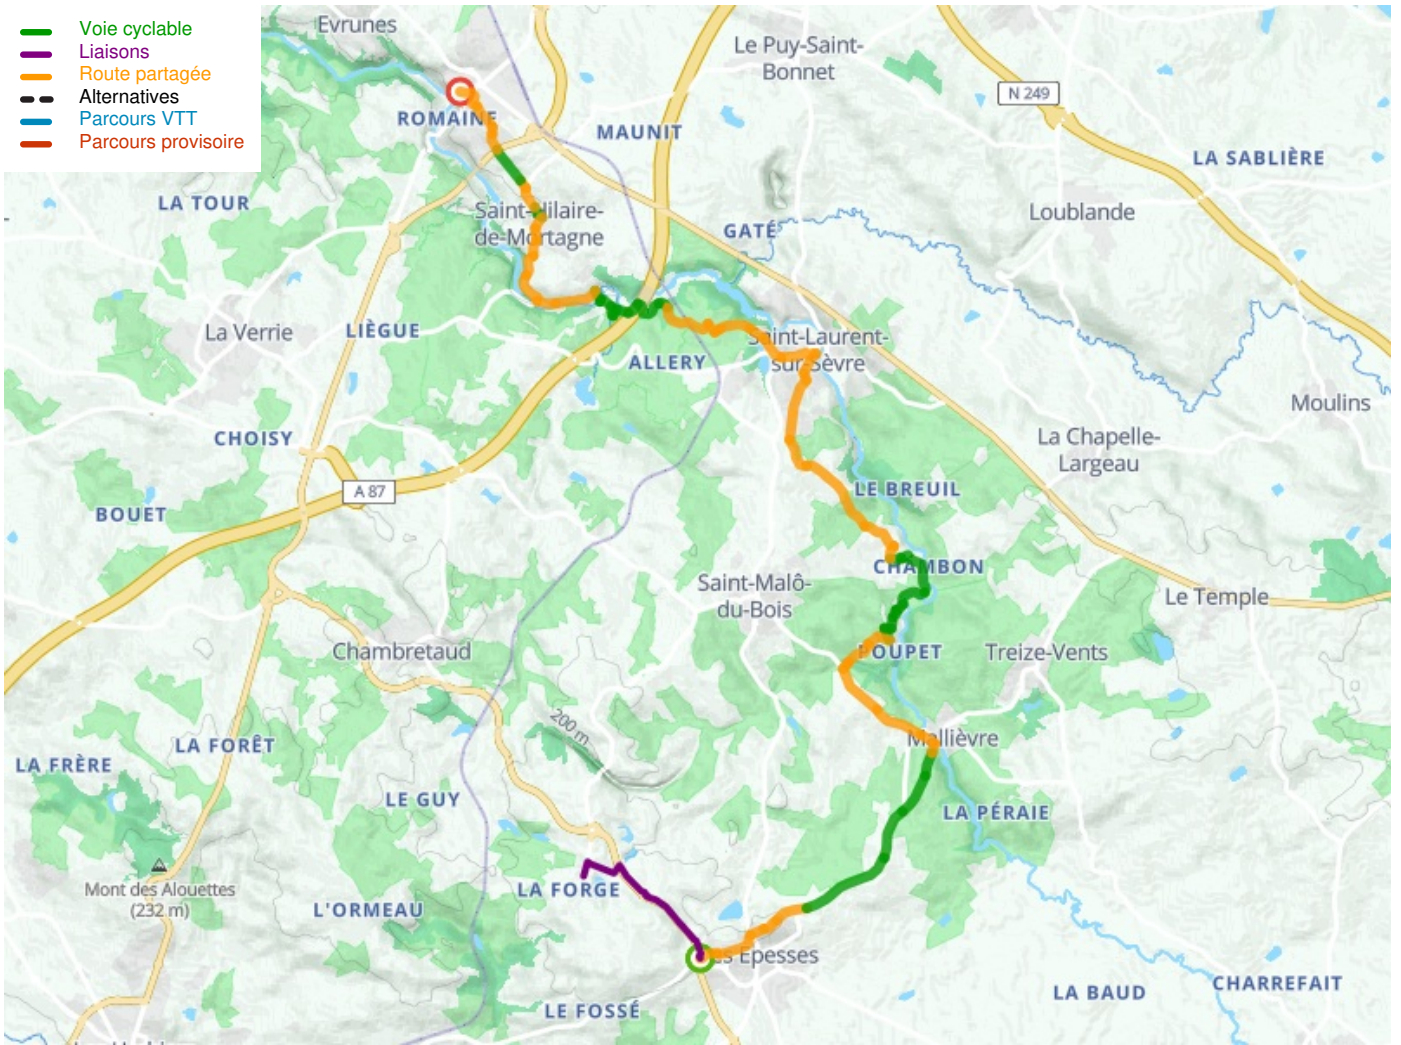 Voie cyclable
Liaisons
Route partagée
Alternatives
Parcours VTT
Parcours provisoire
Evrunes
Le Puy-Saint-
Bonnet
N 249
ROMAINE
MAUNIT
LA SABLIÈRE
LA TOUR
Saint-Hilaire-
de-Mortagne
Loublande
GATÉ
La Verrie
LIÈGUE
Saint-Laurent-
sur-Sèvre
ALLERY
Moulins
CHOISY
La Chapelle-
Largeau
A 87
LE BREUIL
BOUET
CHAMBON
Saint-Malô-
du-Bois
Le Temple
Chambretaud
POUPET
Treize-Vents
200 m
LA FORÊT
Mallièvre
LA FRÈRE
LE GUY
LA PÉRAIE
Mont des Alouettes
(232 m)
LA FORGE
L'ORMEAU
Les Epesses
CHARREFAIT
LA BAUD
LE FOSSÉ